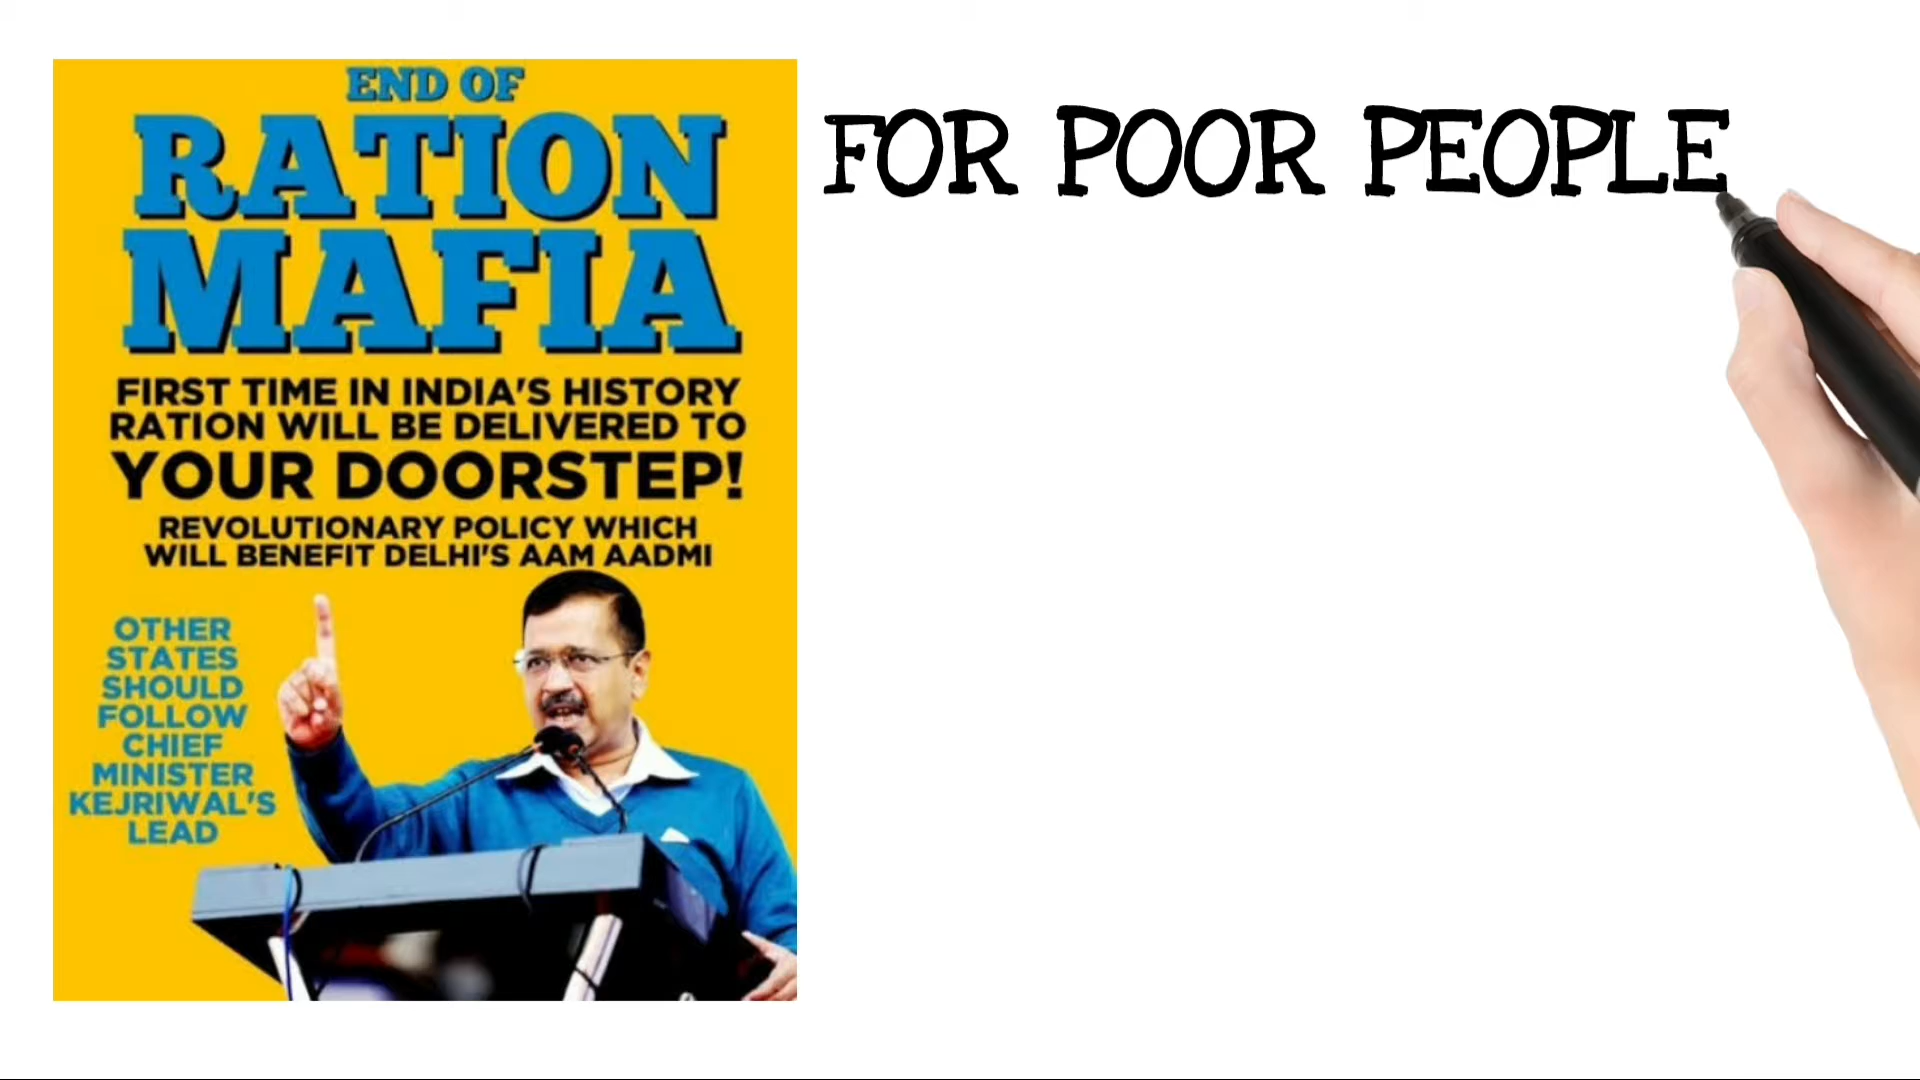 END OF
RATION
MAFIA
FIRST TIME IN INDIA'S HISTORY
RATION WILL BE DELIVERED TO
YOUR DOORSTEP!
REVOLUTIONARY POLICY WHICH
WILL BENEFIT DELHI'S AAM AADMI
OTHER
STATES
SHOULD
FOLLOW
CHIEF
MINISTER
KEJRIWAL'S
LEAD
FOR POOR PEOPLE